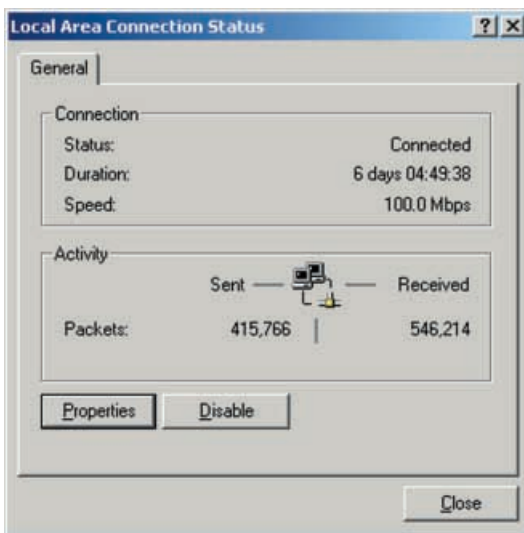 Local Area Connection Status
General
Connection
Status: Connected
Duration: 6 days 04:49:38
Speed: 100.0 Mbps
Activity
Sent Received
Packets: 415,766 546,214
Properties Disable
Close